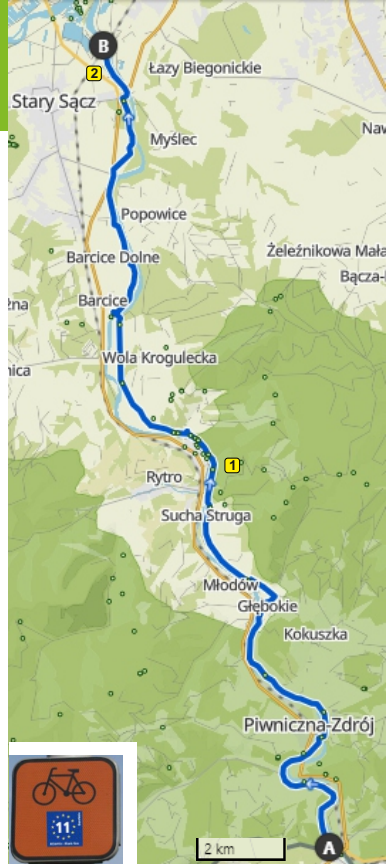 B
2
Łazy Biegonickie
Stary Sącz
Myślec
Naw
Popowice
Żeleźnikowa Mała
Barcice Dolne
Bącza-
Barcice
żna
Wola Krogulecka
nica
1
Rytro
Sucha Struga
Młodów
Głębokie
Kokuszka
Piwniczna-Zdrój
11
2 km
A